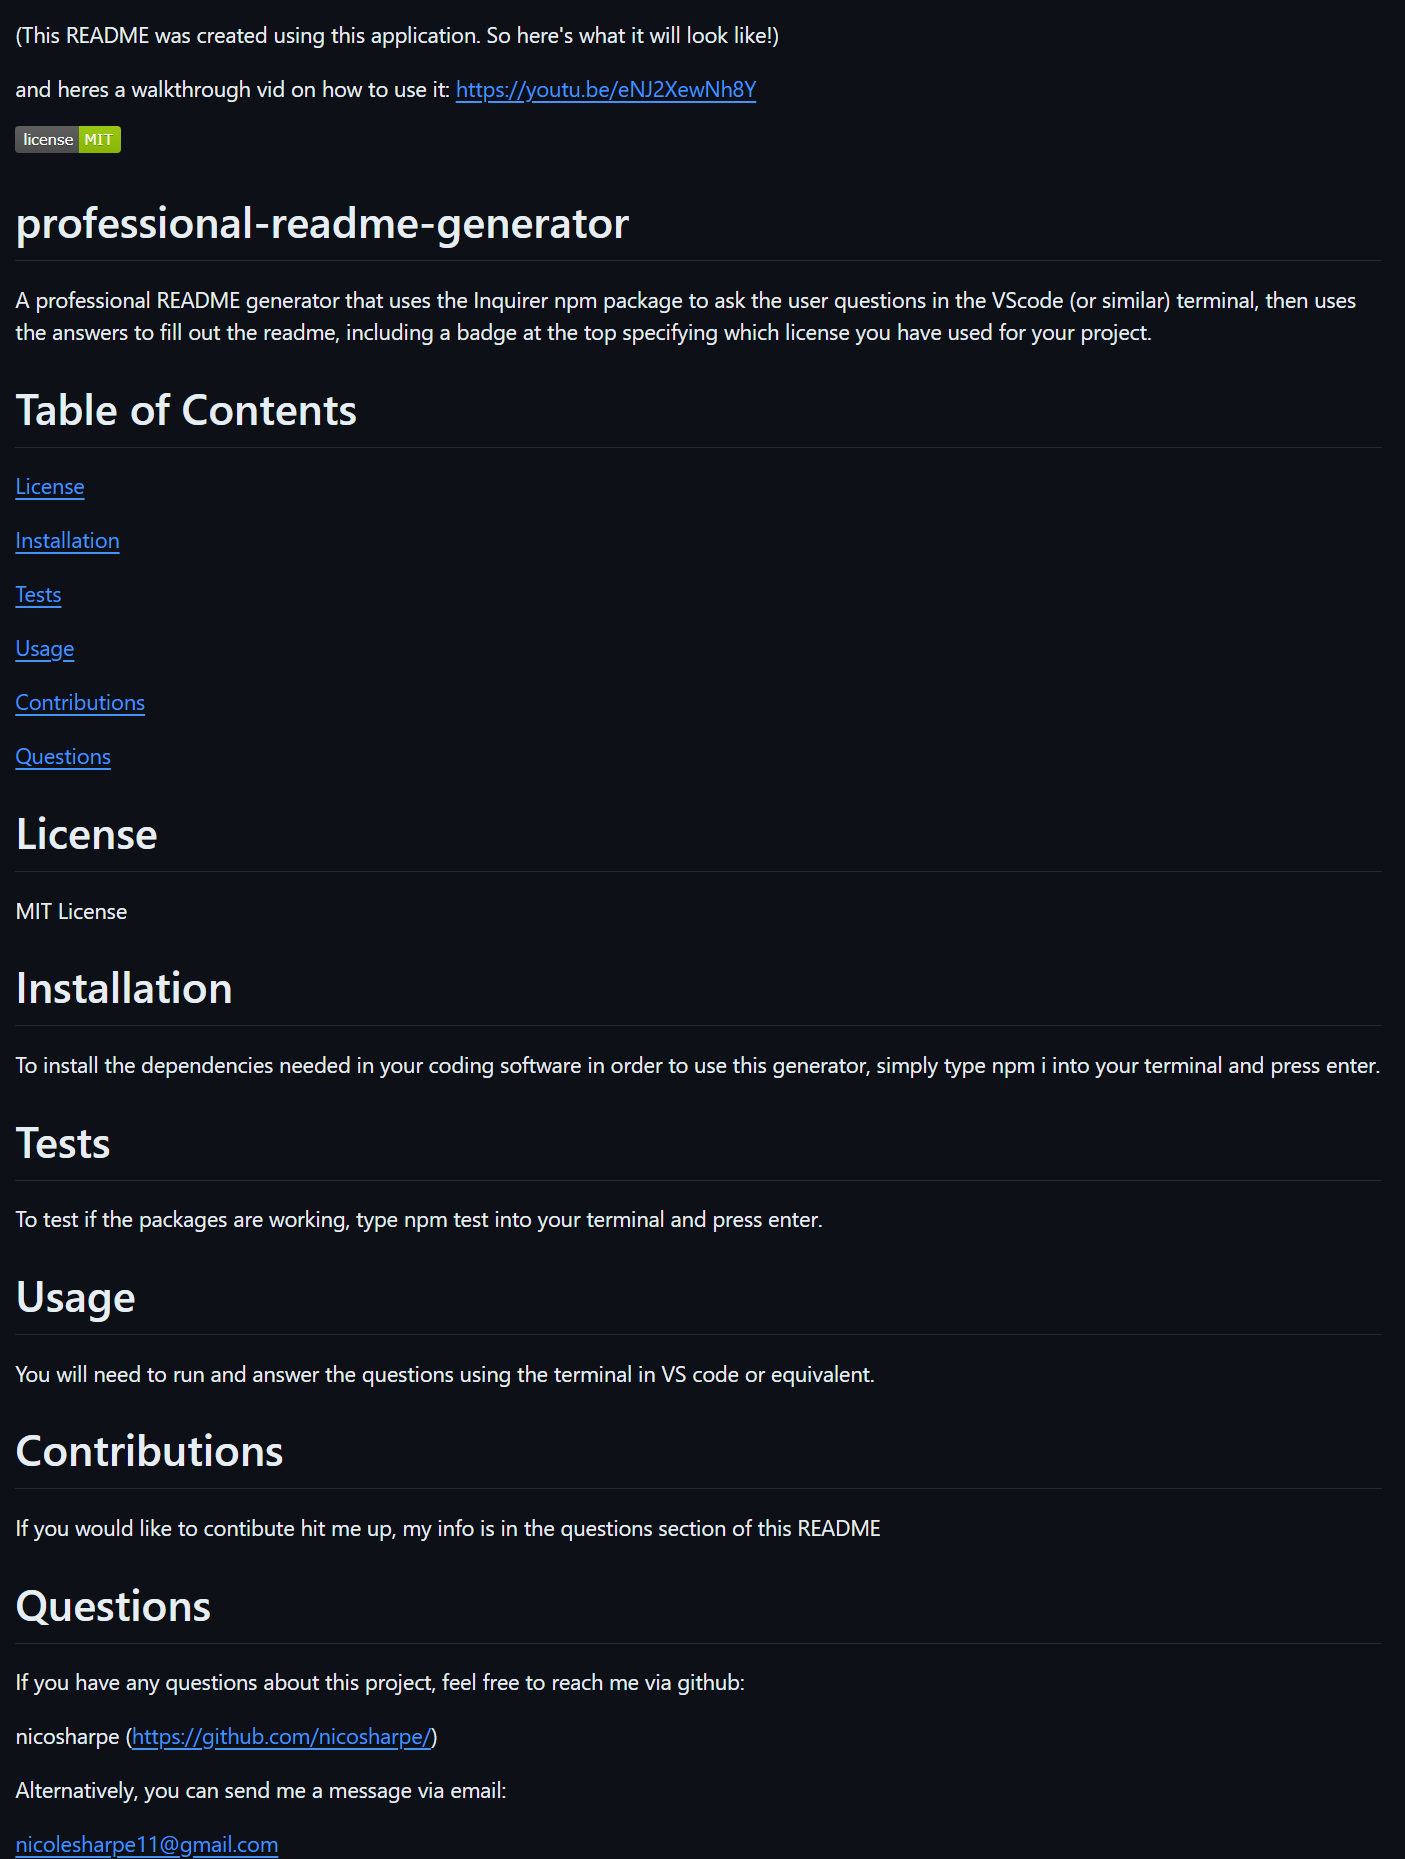 (This README was created using this application. So here's what it will look like!)
and heres a walkthrough vid on how to use it: https://youtu.be/eNJ2XewNh8Y
license MIT
professional-readme-generator
A professional README generator that uses the Inquirer npm package to ask the user questions in the VScode (or similar) terminal, then uses
the answers to fill out the readme, including a badge at the top specifying which license you have used for your project.
Table of Contents
License
Installation
Tests
Usage
Contributions
Questions
License
MIT License
Installation
To install the dependencies needed in your coding software in order to use this generator, simply type npm i into your terminal and press enter.
Tests
To test if the packages are working, type npm test into your terminal and press enter.
Usage
You will need to run and answer the questions using the terminal in VS code or equivalent.
Contributions
If you would like to contibute hit me up, my info is in the questions section of this README
Questions
If you have any questions about this project, feel free to reach me via github:
nicosharpe (https://github.com/nicosharpe/)
Alternatively, you can send me a message via email:
nicolesharpe11@gmail.com